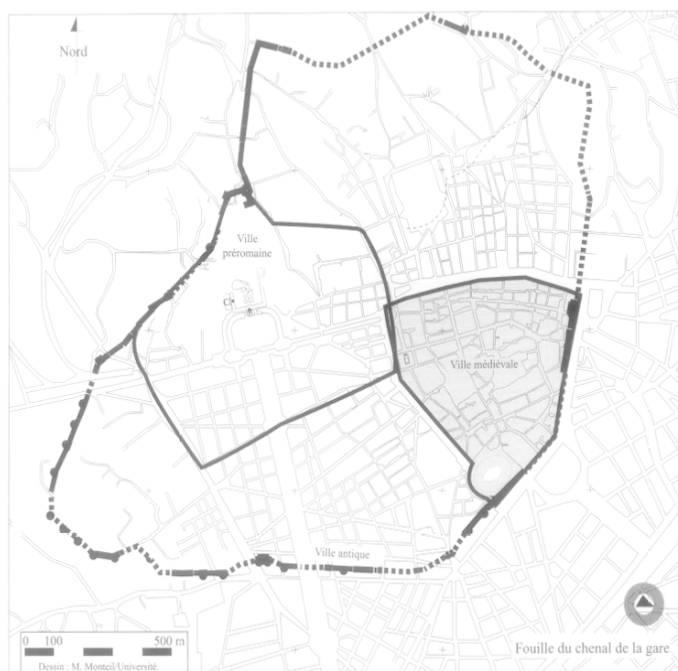 Nord
Ville
préromaine
Ville médiévale
Ville antique
0 100 500 m
Dessin : M. Monteil/Université.
Fouille du chenal de la gare